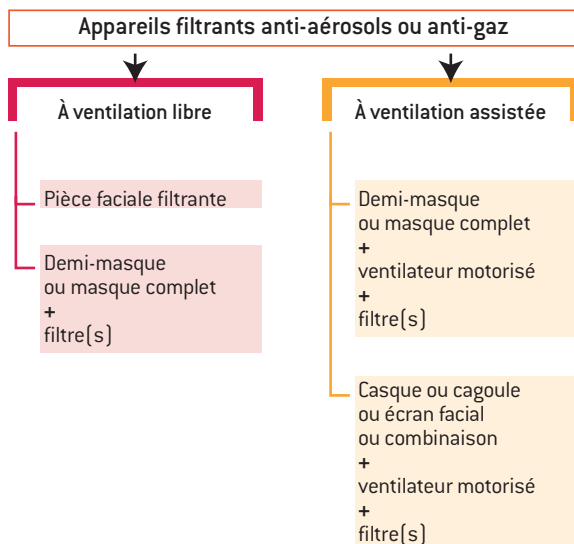 Appareils filtrants anti-aérosols ou anti-gaz
À ventilation libre
Pièce faciale filtrante
Demi-masque
ou masque complet
+
filtre(s)
À ventilation assistée
Demi-masque
ou masque complet
+
ventilateur motorisé
+
filtre(s)
Casque ou cagoule
ou écran facial
ou combinaison
+
ventilateur motorisé
+
filtre(s)